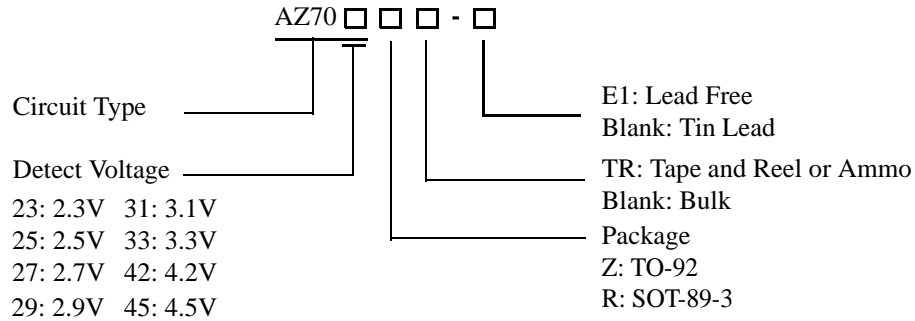 AZ70 □ □ □ - □
Circuit Type
Detect Voltage
23: 2.3V 31: 3.1V
25: 2.5V 33: 3.3V
27: 2.7V 42: 4.2V
29: 2.9V 45: 4.5V
E1: Lead Free
Blank: Tin Lead
TR: Tape and Reel or Ammo
Blank: Bulk
Package
Z: TO-92
R: SOT-89-3